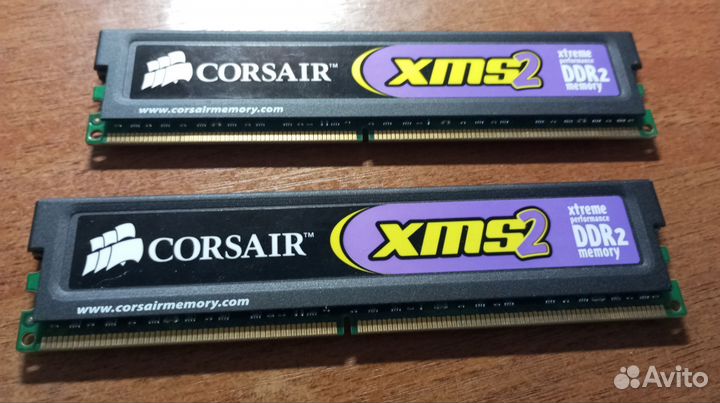 CORSAIR™
www.corsairmemory.com
XMS2
xtreme
performance
DDR2
memory
CORSAIR™
www.corsairmemory.com
XMS2
xtreme
performance
DDR2
memory
Avito